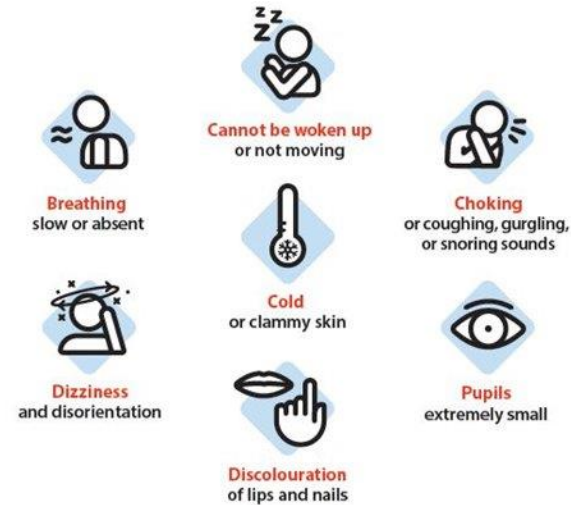 z z
z z
Cannot be woken up
or not moving
Breathing
slow or absent
Choking
or coughing, gurgling,
or snoring sounds
Cold
or clammy skin
Dizziness
and disorientation
Pupils
extremely small
Discolouration
of lips and nails